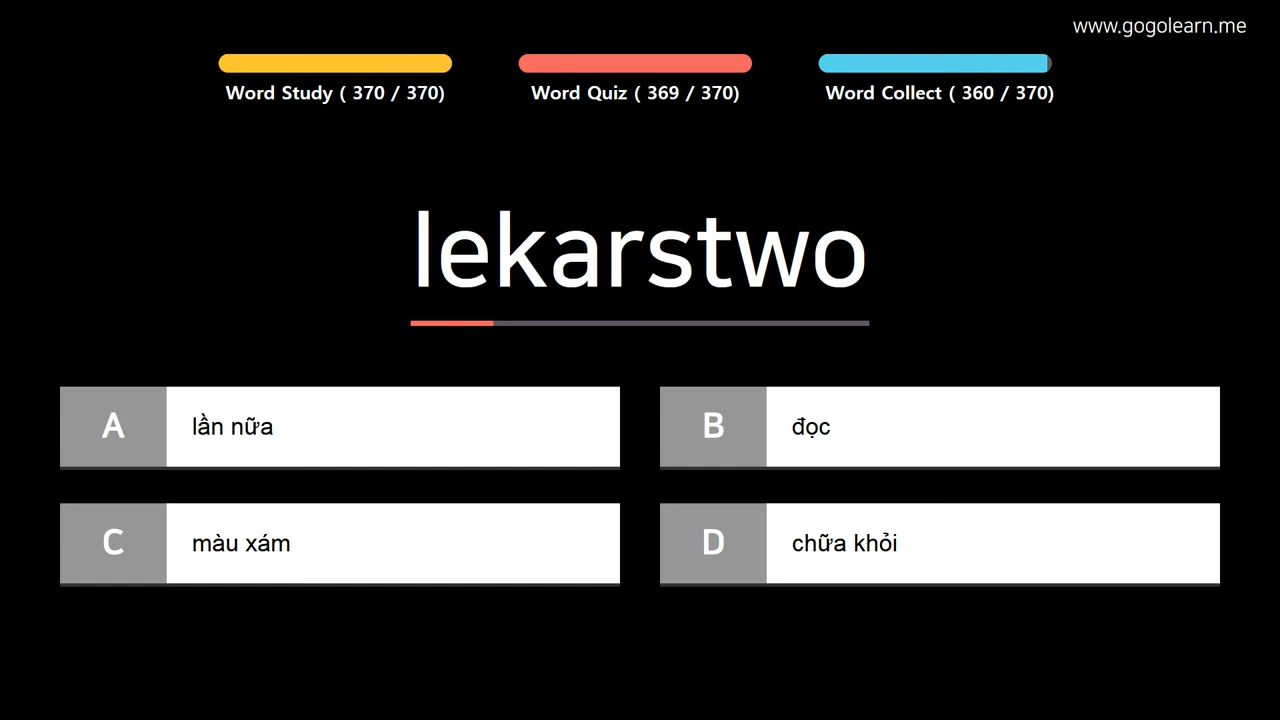 www.gogolearn.me
Word Study ( 370 / 370)
Word Quiz ( 369 / 370)
Word Collect ( 360 / 370)
lekarstwo
A lần nữa
B đọc
C màu xám
D chữa khỏi